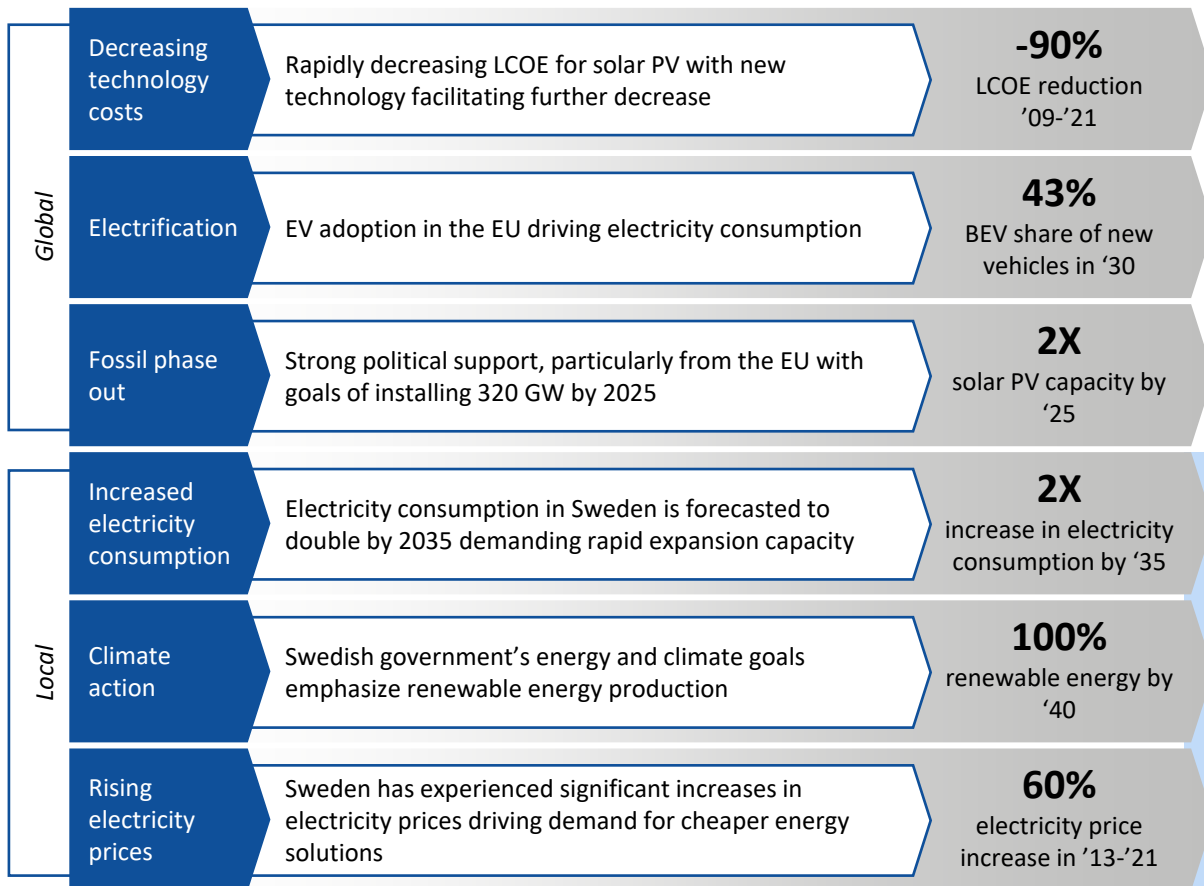 Global
Decreasing
technology
costs
Rapidly decreasing LCOE for solar PV with new
technology facilitating further decrease
-90%
LCOE reduction
’09-’21
Electrification
EV adoption in the EU driving electricity consumption
43%
BEV share of new
vehicles in ‘30
Fossil phase
out
Strong political support, particularly from the EU with
goals of installing 320 GW by 2025
2X
solar PV capacity by
‘25
Local
Increased
electricity
consumption
Electricity consumption in Sweden is forecasted to
double by 2035 demanding rapid expansion capacity
2X
increase in electricity
consumption by ‘35
Climate
action
Swedish government’s energy and climate goals
emphasize renewable energy production
100%
renewable energy by
‘40
Rising
electricity
prices
Sweden has experienced significant increases in
electricity prices driving demand for cheaper energy
solutions
60%
electricity price
increase in ’13-’21